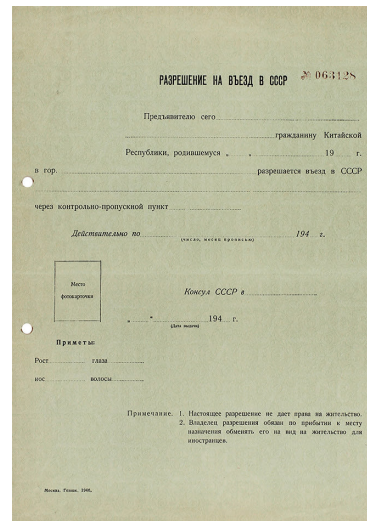 РАЗРЕШЕНИЕ НА ВЪЕЗД В СССР
№ 063128
Предъявителю сего
гражданину Китайской
Республики, родившемуся „ „ 19 г.
в гор. разрешается въезд в СССР
через контрольно-пропускной пункт
Действительно по 194 г.
(число, месяц прописью)
Место
фотокарточки
Консул СССР в
„ “ 194 г.
(Дата выдачи)
Приметы:
Рост глаза
нос волосы
Примечание. 1. Настоящее разрешение не дает права на жительство.
2. Владелец разрешения обязан по прибытии к месту
назначения обменять его на вид на жительство для
иностранцев.
Москва. Гознак.